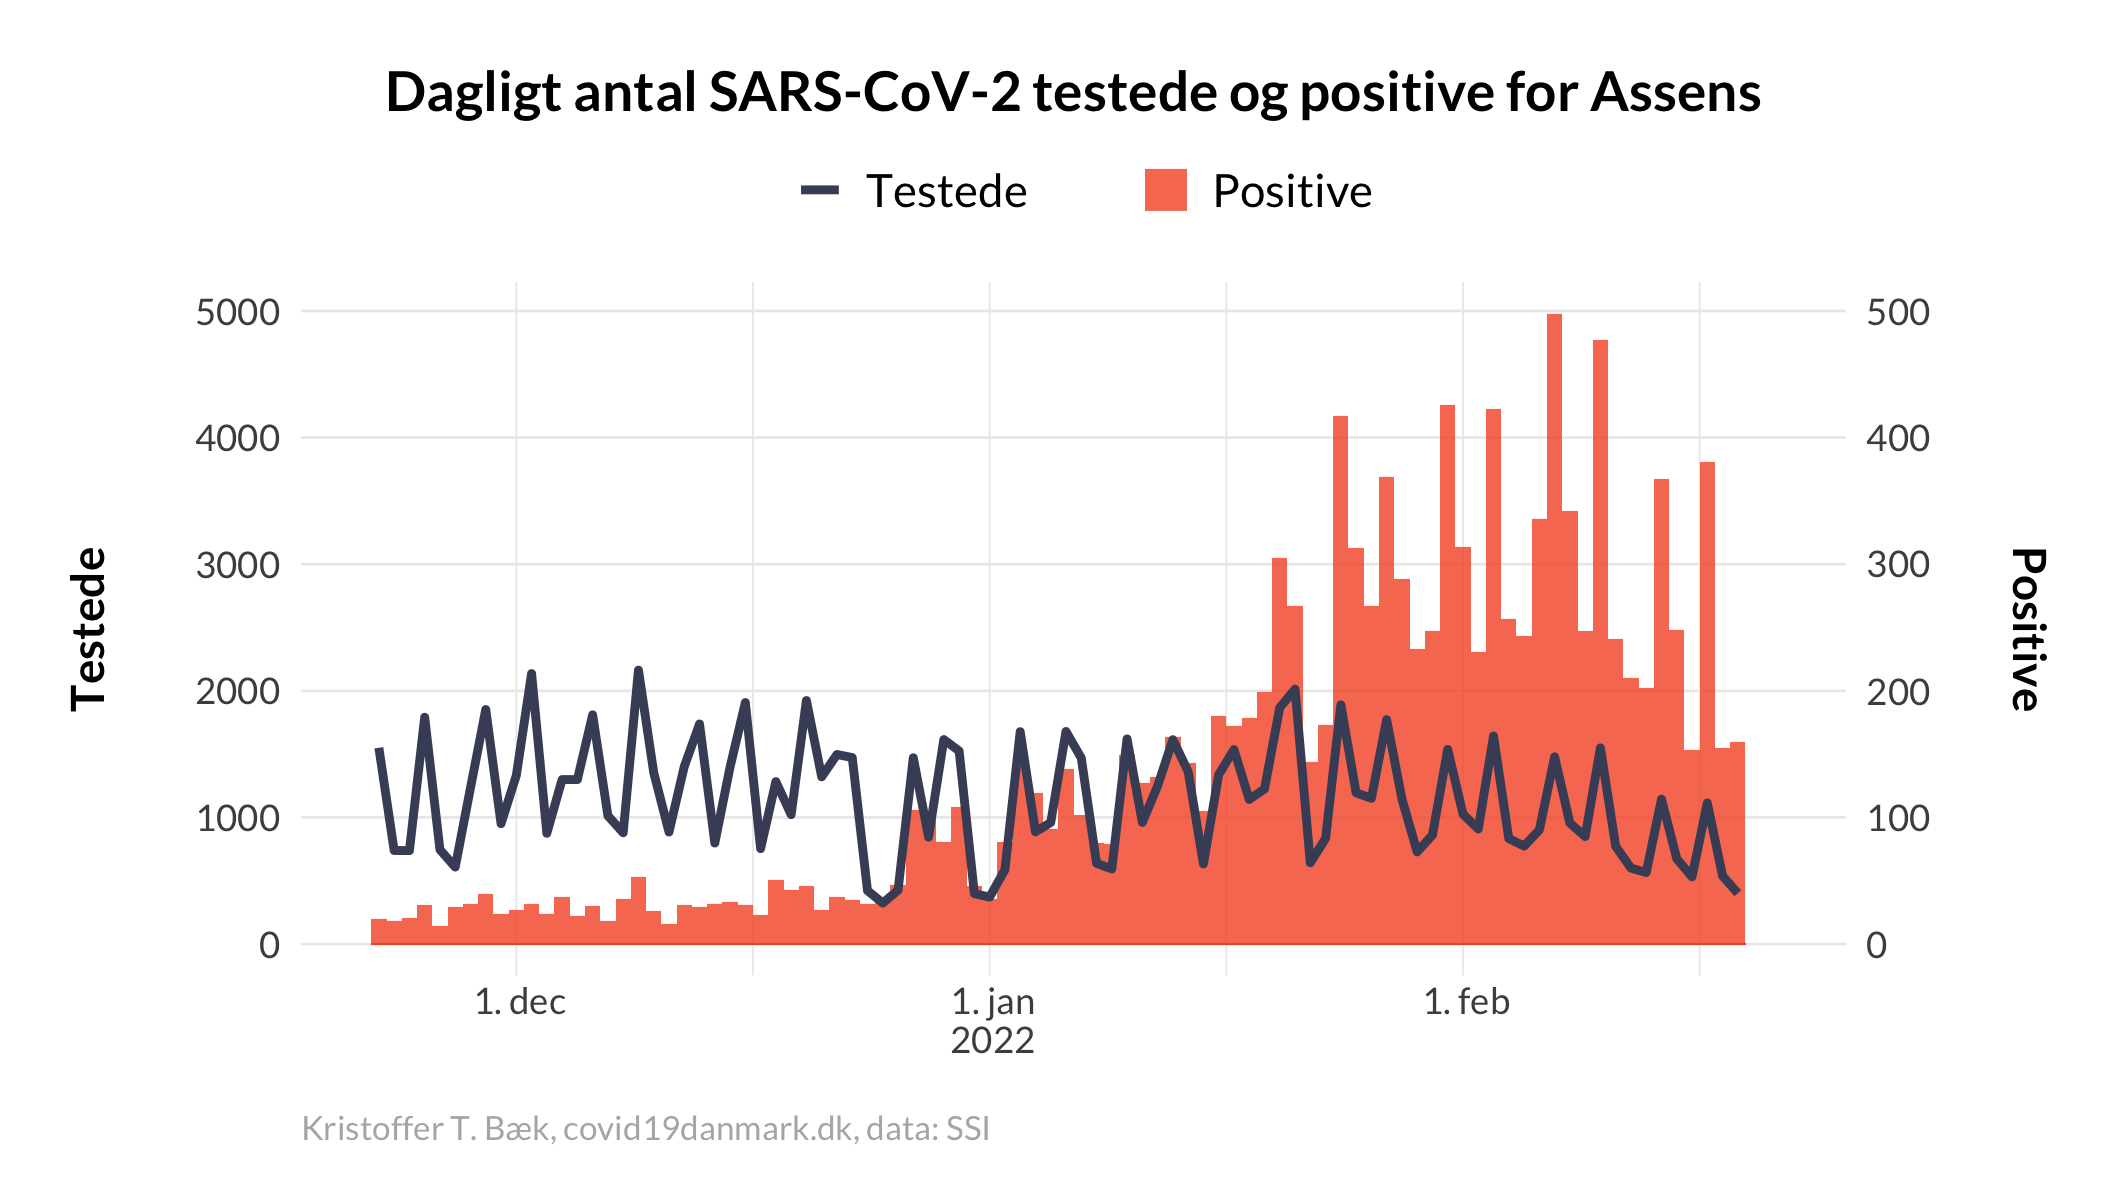 Dagligt antal SARS-CoV-2 testede og positive for Assens
Testede
Positive
5000
4000
3000
2000
1000
0
Testede
500
400
300
200
100
0
Positive
1. dec
1. jan
2022
1. feb
Kristoffer T. Bæk, covid19danmark.dk, data: SSI